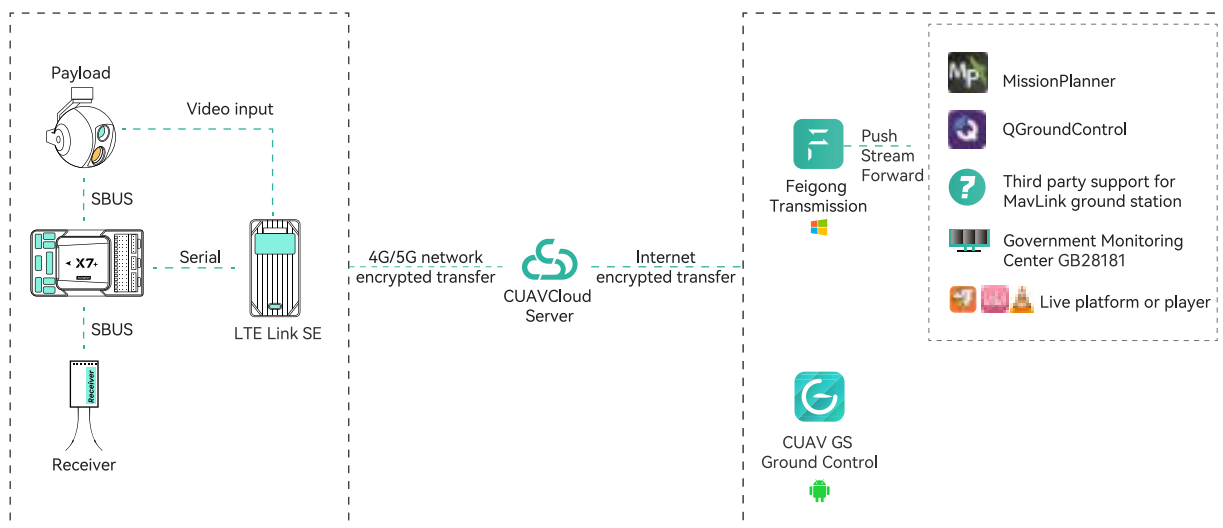 Payload
Video input
SBUS
X7+
Serial
SBUS
LTE Link SE
Receiver
Receiver
4G/5G network
encrypted transfer
CUAVCloud
Server
Internet
encrypted transfer
Feigong
Transmission
Push
Stream
Forward
CUAV GS
Ground Control
Mp
MissionPlanner
QGroundControl
?
Third party support for
MavLink ground station
Government Monitoring
Center GB28181
Live platform or player